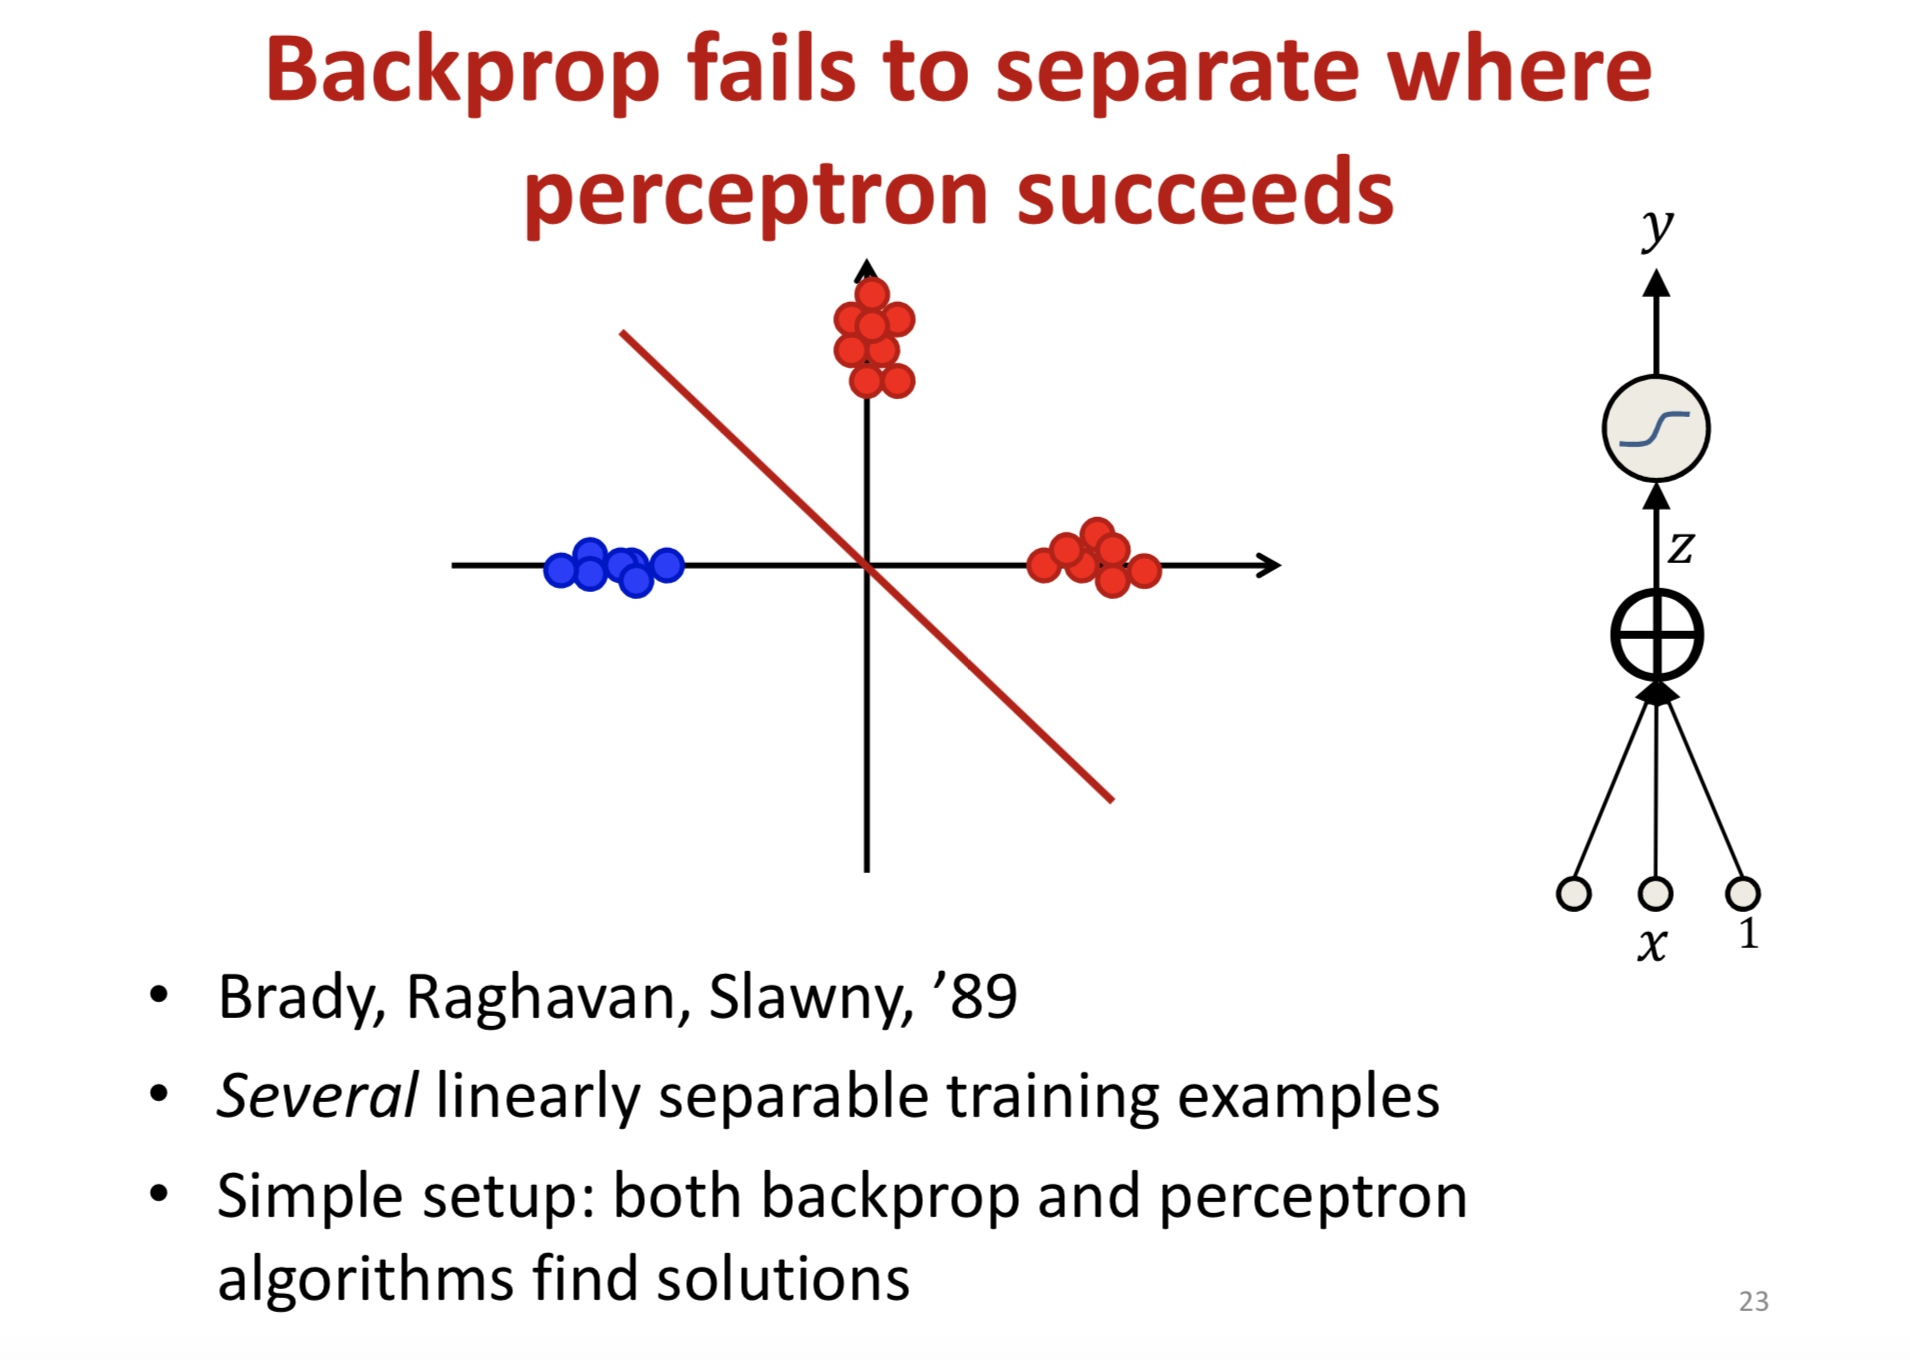 Backprop fails to separate where
perceptron succeeds
y
z
x
1
• Brady, Raghavan, Slawny, ’89
• Several linearly separable training examples
• Simple setup: both backprop and perceptron
algorithms find solutions
23